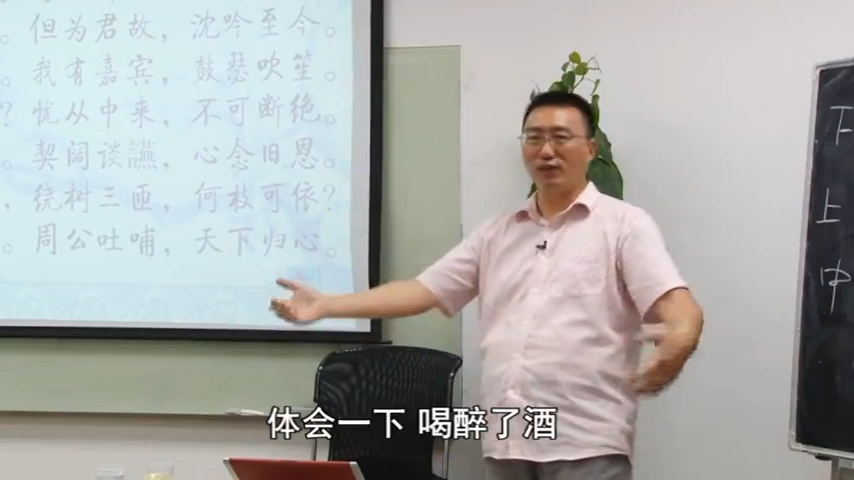 。但为君故，沈吟至今。
。我有嘉宾，鼓瑟吹笙。
？忧从中来，不可断绝。
。契阔谈䜩，心念旧恩。
，绕树三匝，何枝可依？
。周公吐哺，天下归心。
下
上
中
体会一下 喝醉了酒